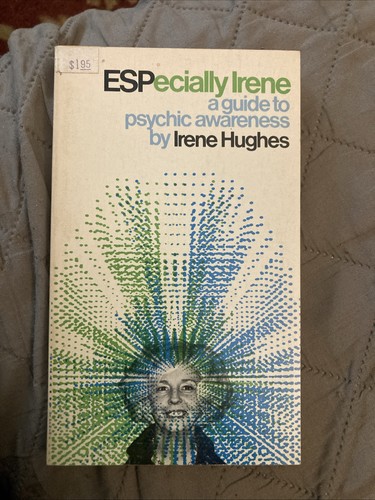 $1.95
ESPecially Irene
a guide to
psychic awareness
by Irene Hughes